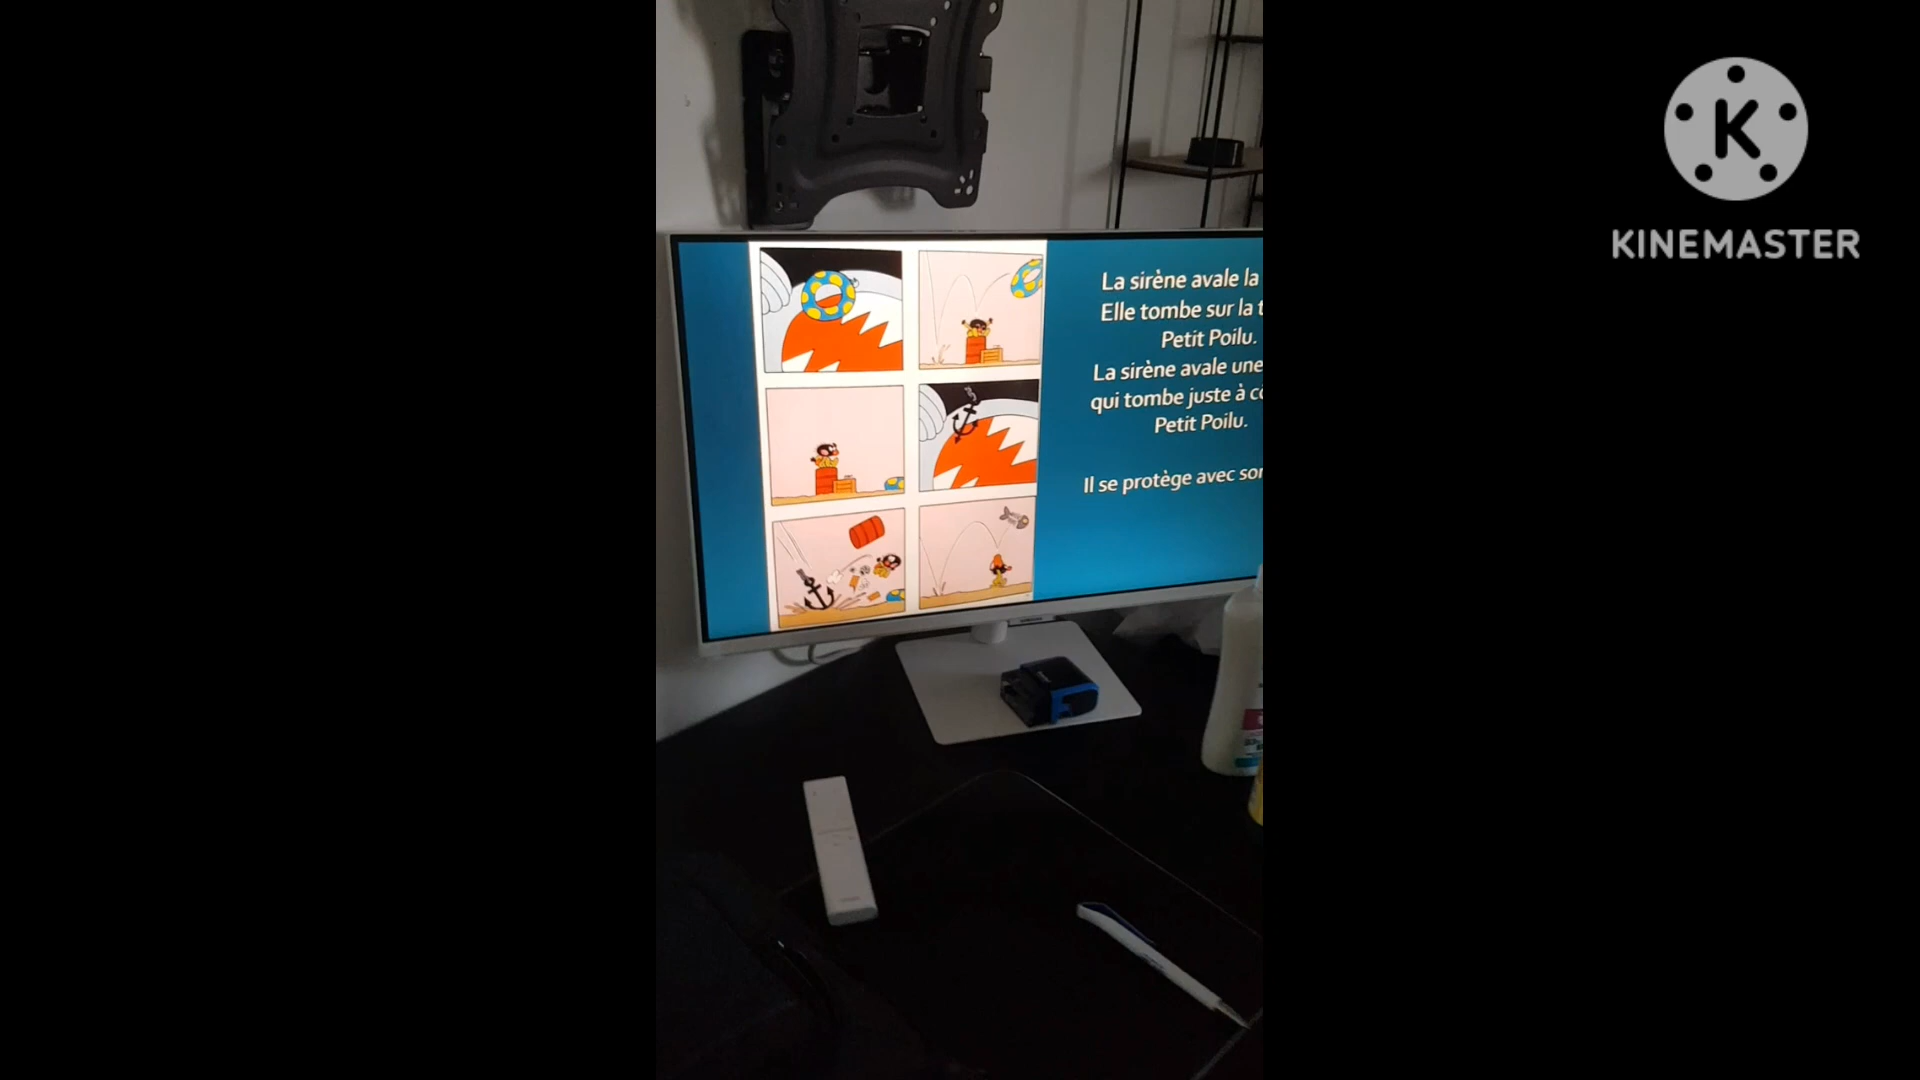 KINEMASTER
La sirène avale la
Elle tombe sur la
Petit Poilu.
La sirène avale une
qui tombe juste à
Petit Poilu.
Il se protège avec